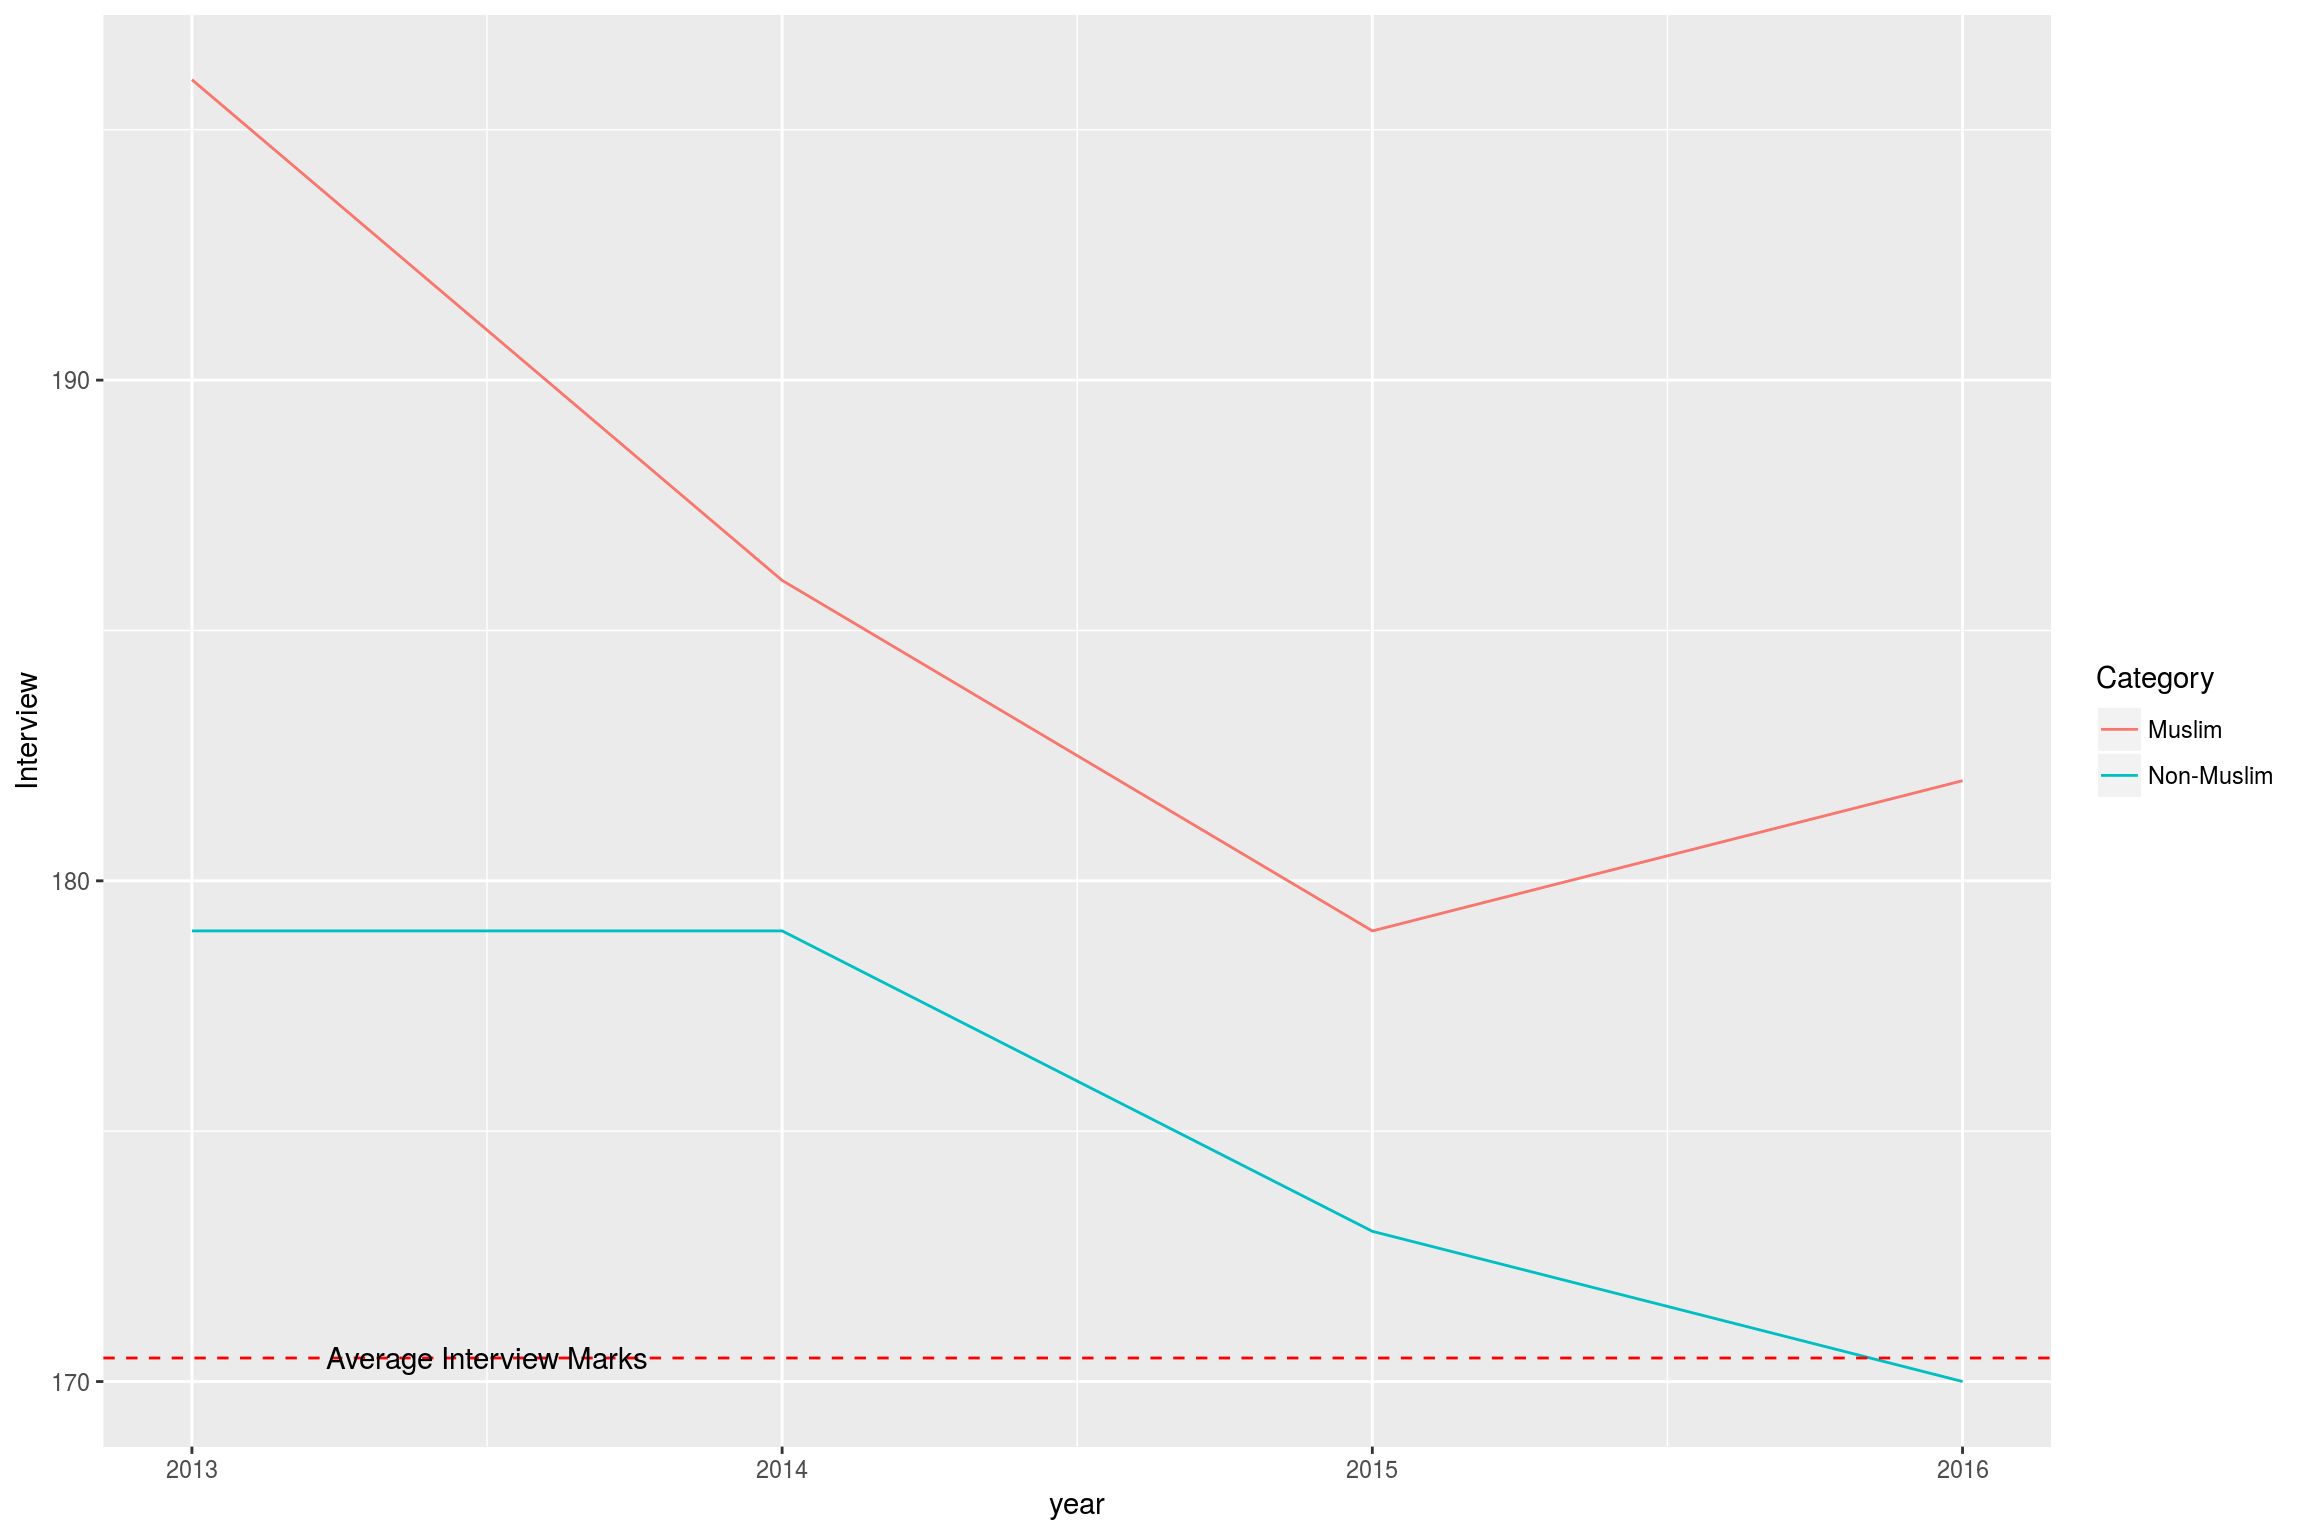 Interview
190
180
170
Average Interview Marks
2013 2014 2015 2016
year
Category
Muslim
Non-Muslim